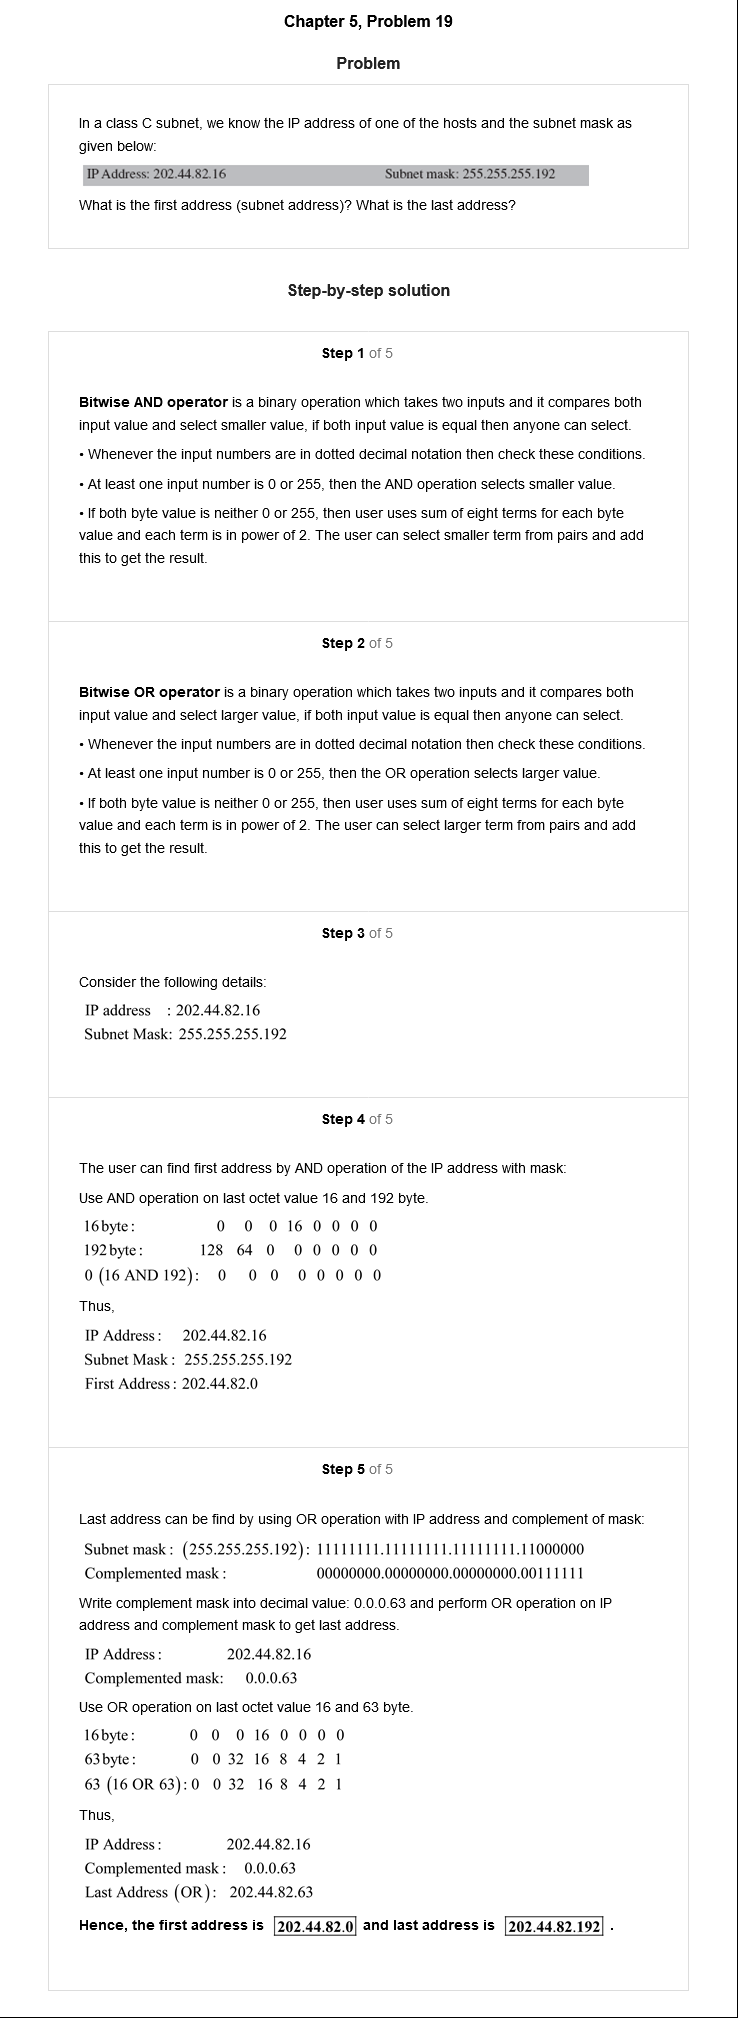 Chapter 5, Problem 19
Problem
In a class C subnet, we know the IP address of one of the hosts and the subnet mask as
given below:
IP Address: 202.44.82.16 Subnet mask: 255.255.255.192
What is the first address (subnet address)? What is the last address?
Step-by-step solution
Step 1 of 5
Bitwise AND operator is a binary operation which takes two inputs and it compares both
input value and select smaller value, if both input value is equal then anyone can select.
• Whenever the input numbers are in dotted decimal notation then check these conditions.
• At least one input number is 0 or 255, then the AND operation selects smaller value.
• If both byte value is neither 0 or 255, then user uses sum of eight terms for each byte
value and each term is in power of 2. The user can select smaller term from pairs and add
this to get the result.
Step 2 of 5
Bitwise OR operator is a binary operation which takes two inputs and it compares both
input value and select larger value, if both input value is equal then anyone can select.
• Whenever the input numbers are in dotted decimal notation then check these conditions.
• At least one input number is 0 or 255, then the OR operation selects larger value.
• If both byte value is neither 0 or 255, then user uses sum of eight terms for each byte
value and each term is in power of 2. The user can select larger term from pairs and add
this to get the result.
Step 3 of 5
Consider the following details:
IP address : 202.44.82.16
Subnet Mask: 255.255.255.192
Step 4 of 5
The user can find first address by AND operation of the IP address with mask:
Use AND operation on last octet value 16 and 192 byte.
16 byte : 0 0 0 16 0 0 0 0
192 byte : 128 64 0 0 0 0 0 0
0 (16 AND 192) : 0 0 0 0 0 0 0 0
Thus,
IP Address : 202.44.82.16
Subnet Mask : 255.255.255.192
First Address : 202.44.82.0
Step 5 of 5
Last address can be find by using OR operation with IP address and complement of mask:
Subnet mask : (255.255.255.192) : 11111111.11111111.11111111.11000000
Complemented mask : 00000000.00000000.00000000.00111111
Write complement mask into decimal value: 0.0.0.63 and perform OR operation on IP
address and complement mask to get last address.
IP Address : 202.44.82.16
Complemented mask: 0.0.0.63
Use OR operation on last octet value 16 and 63 byte.
16 byte : 0 0 0 16 0 0 0 0
63 byte : 0 0 32 16 8 4 2 1
63 (16 OR 63) : 0 0 32 16 8 4 2 1
Thus,
IP Address : 202.44.82.16
Complemented mask : 0.0.0.63
Last Address (OR) : 202.44.82.63
Hence, the first address is 202.44.82.0 and last address is 202.44.82.192 .